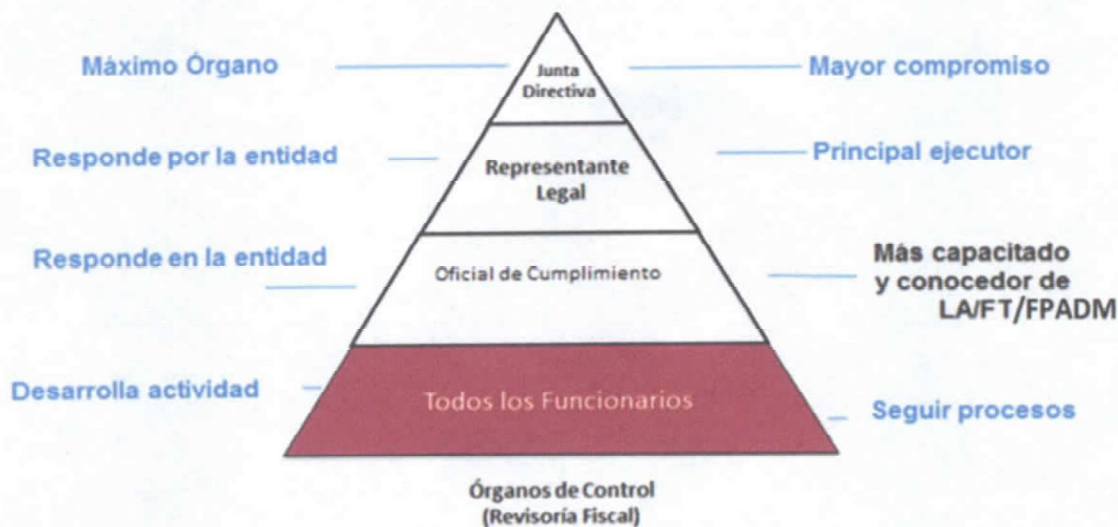 Máximo Órgano
Junta
Directiva
Mayor compromiso
Responde por la entidad
Representante
Legal
Principal ejecutor
Responde en la entidad
Oficial de Cumplimiento
Más capacitado
y conocedor de
LA/FT/FPADM
Desarrolla actividad
Todos los Funcionarios
Seguir procesos
Órganos de Control
(Revisoría Fiscal)